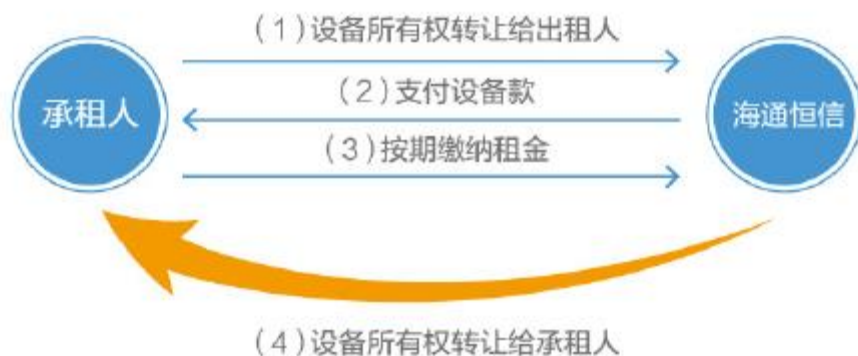 (1)设备所有权转让给出租人
(2)支付设备款
承租人
海通恒信
(3)按期缴纳租金
(4)设备所有权转让给承租人